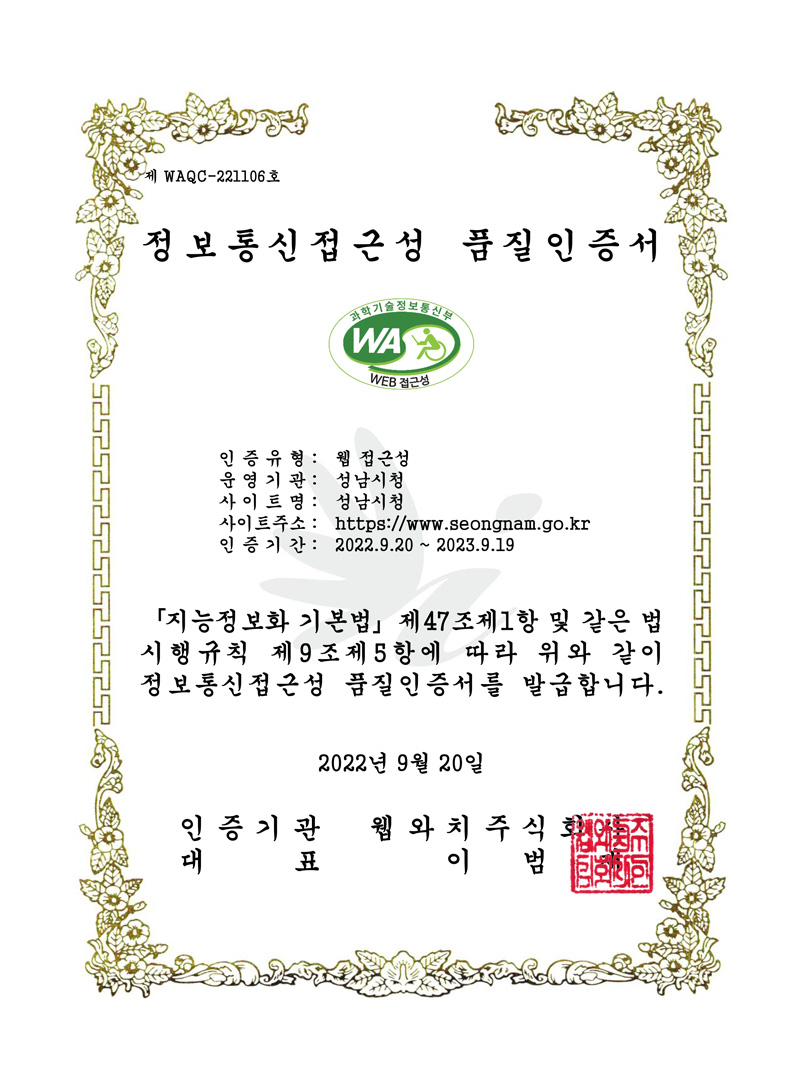 제 WAQC-221106호
정보통신접근성 품질인증서
과학기술정보통신부
WA
WEB 접근성
인증유형 : 웹 접근성
운영기관 : 성남시청
사이트명 : 성남시청
사이트주소 : https://www.seongnam.go.kr
인증기간 : 2022.9.20 ~ 2023.9.19
「지능정보화 기본법」 제47조제1항 및 같은 법
시행규칙 제9조제5항에 따라 위와 같이
정보통신접근성 품질인증서를 발급합니다.
2022년 9월 20일
인증기관 웹와치주식회사
대표 이범